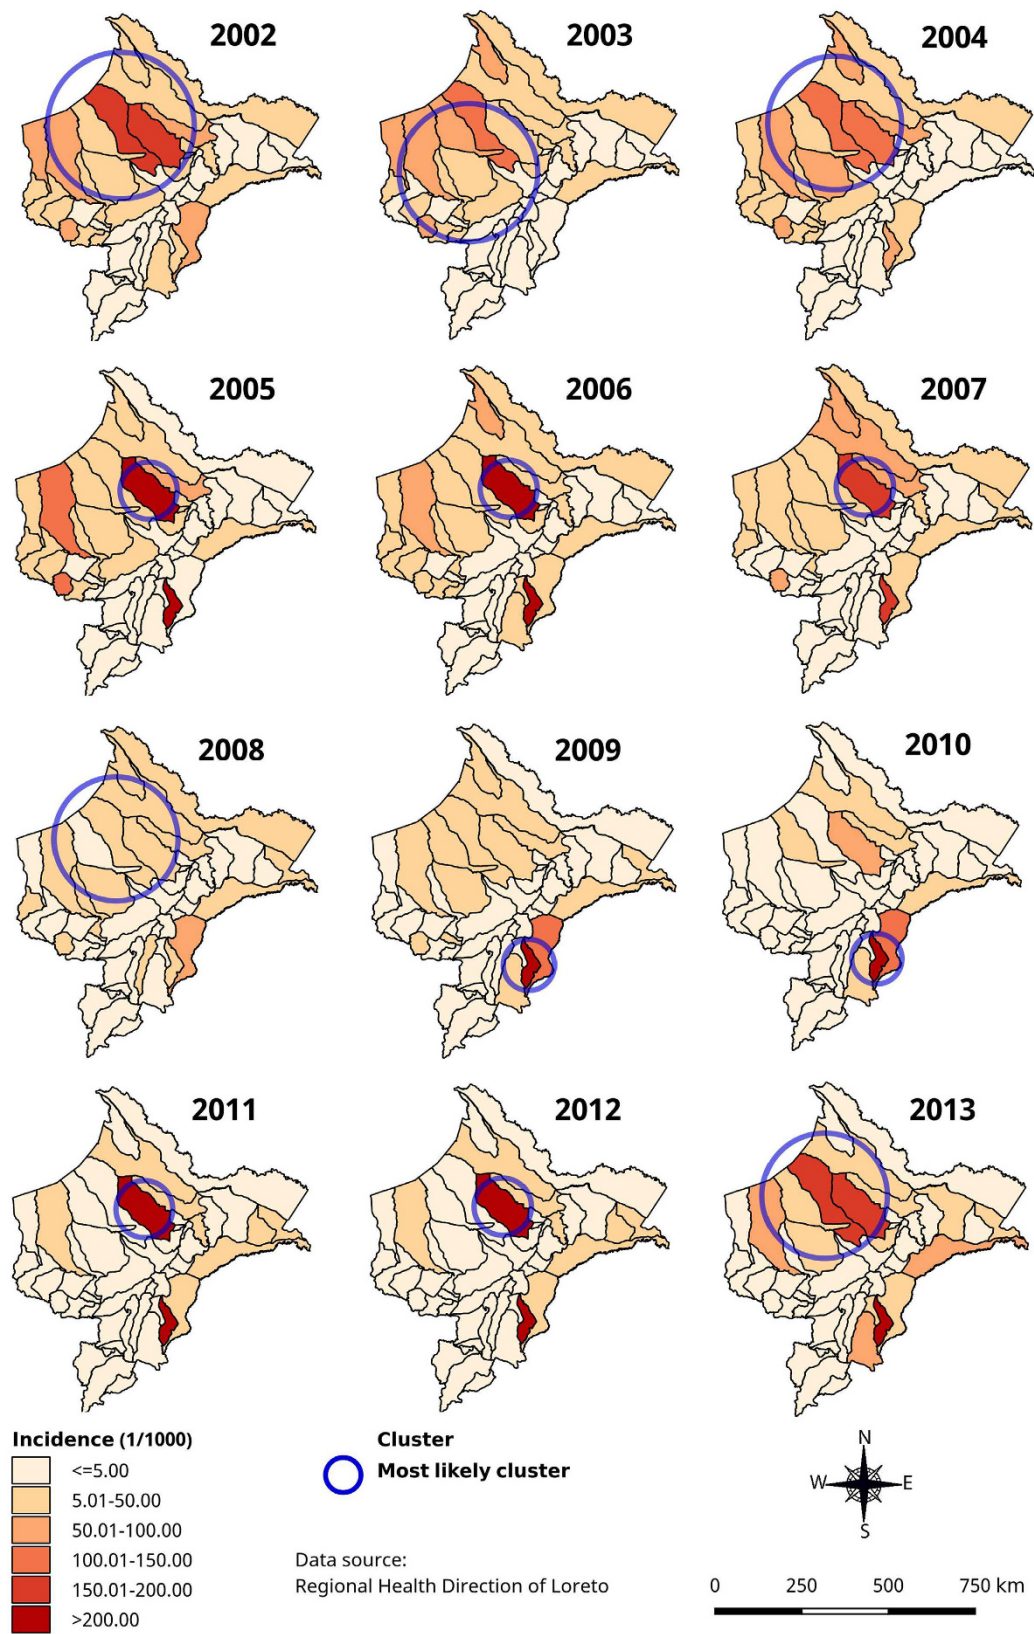 2002
2003
2004
2005
2006
2007
2008
2009
2010
2011
2012
2013
Incidence (1/1000)
<=5.00
5.01-50.00
50.01-100.00
100.01-150.00
150.01-200.00
>200.00
Cluster
Most likely cluster
Data source:
Regional Health Direction of Loreto
N
W E
S
0 250 500 750 km